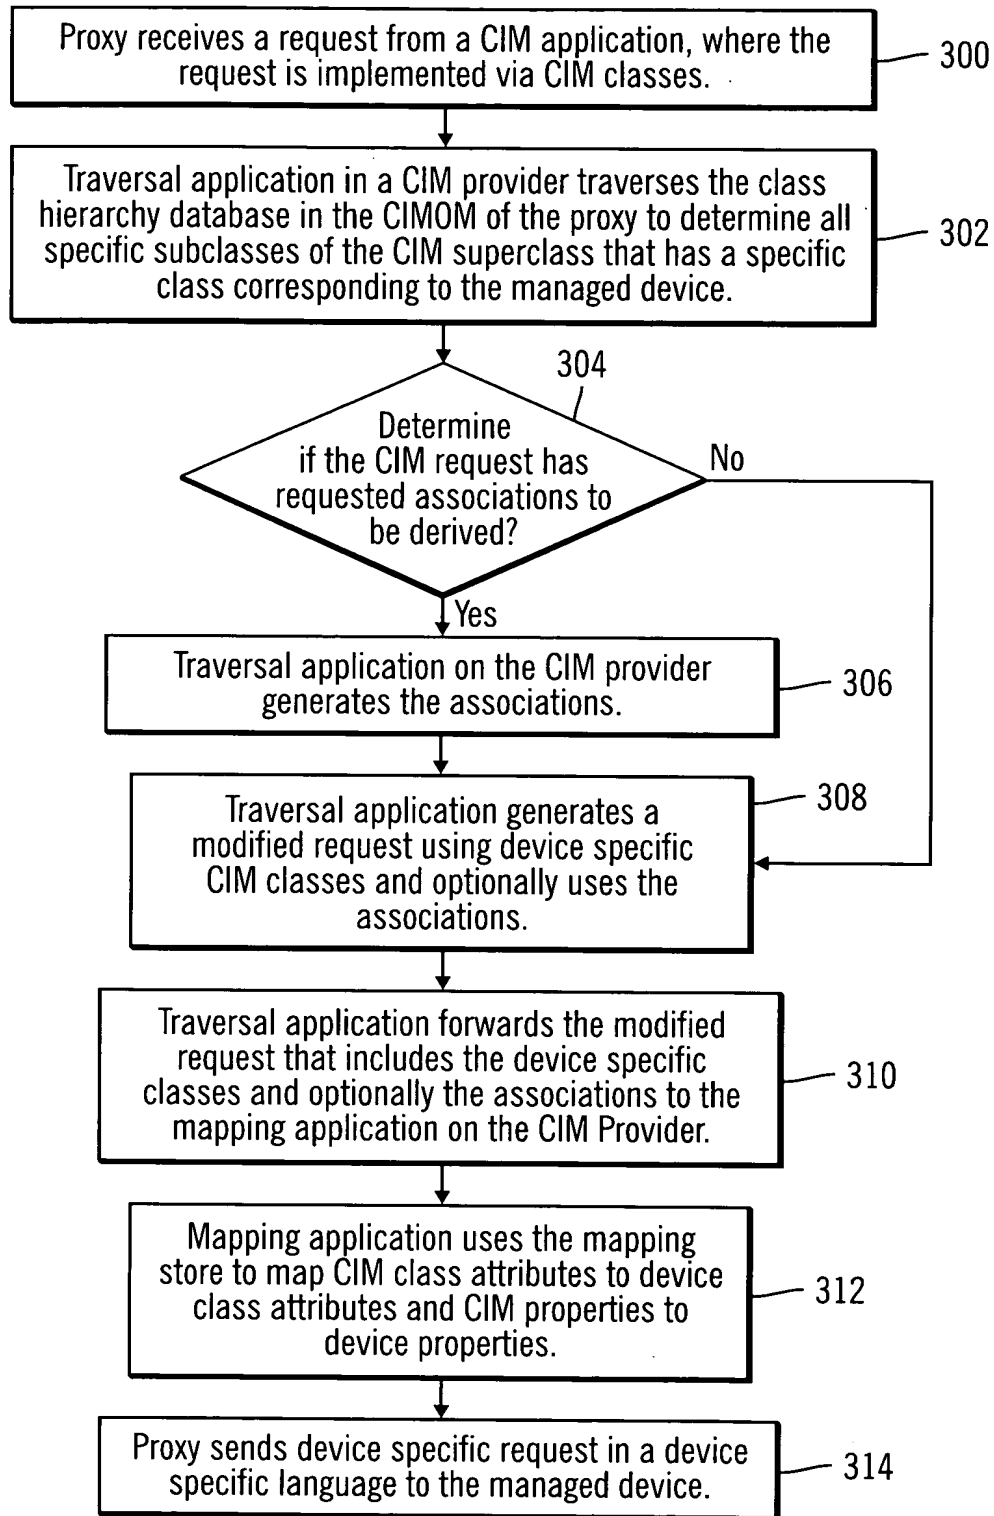 Proxy receives a request from a CIM application, where the
request is implemented via CIM classes.
300
Traversal application in a CIM provider traverses the class
hierarchy database in the CIMOM of the proxy to determine all
specific subclasses of the CIM superclass that has a specific
class corresponding to the managed device.
302
304
Determine
if the CIM request has
requested associations to
be derived?
No
Yes
Traversal application on the CIM provider
generates the associations.
306
Traversal application generates a
modified request using device specific
CIM classes and optionally uses the
associations.
308
Traversal application forwards the modified
request that includes the device specific
classes and optionally the associations to the
mapping application on the CIM Provider.
310
Mapping application uses the mapping
store to map CIM class attributes to device
class attributes and CIM properties to
device properties.
312
Proxy sends device specific request in a device
specific language to the managed device.
314